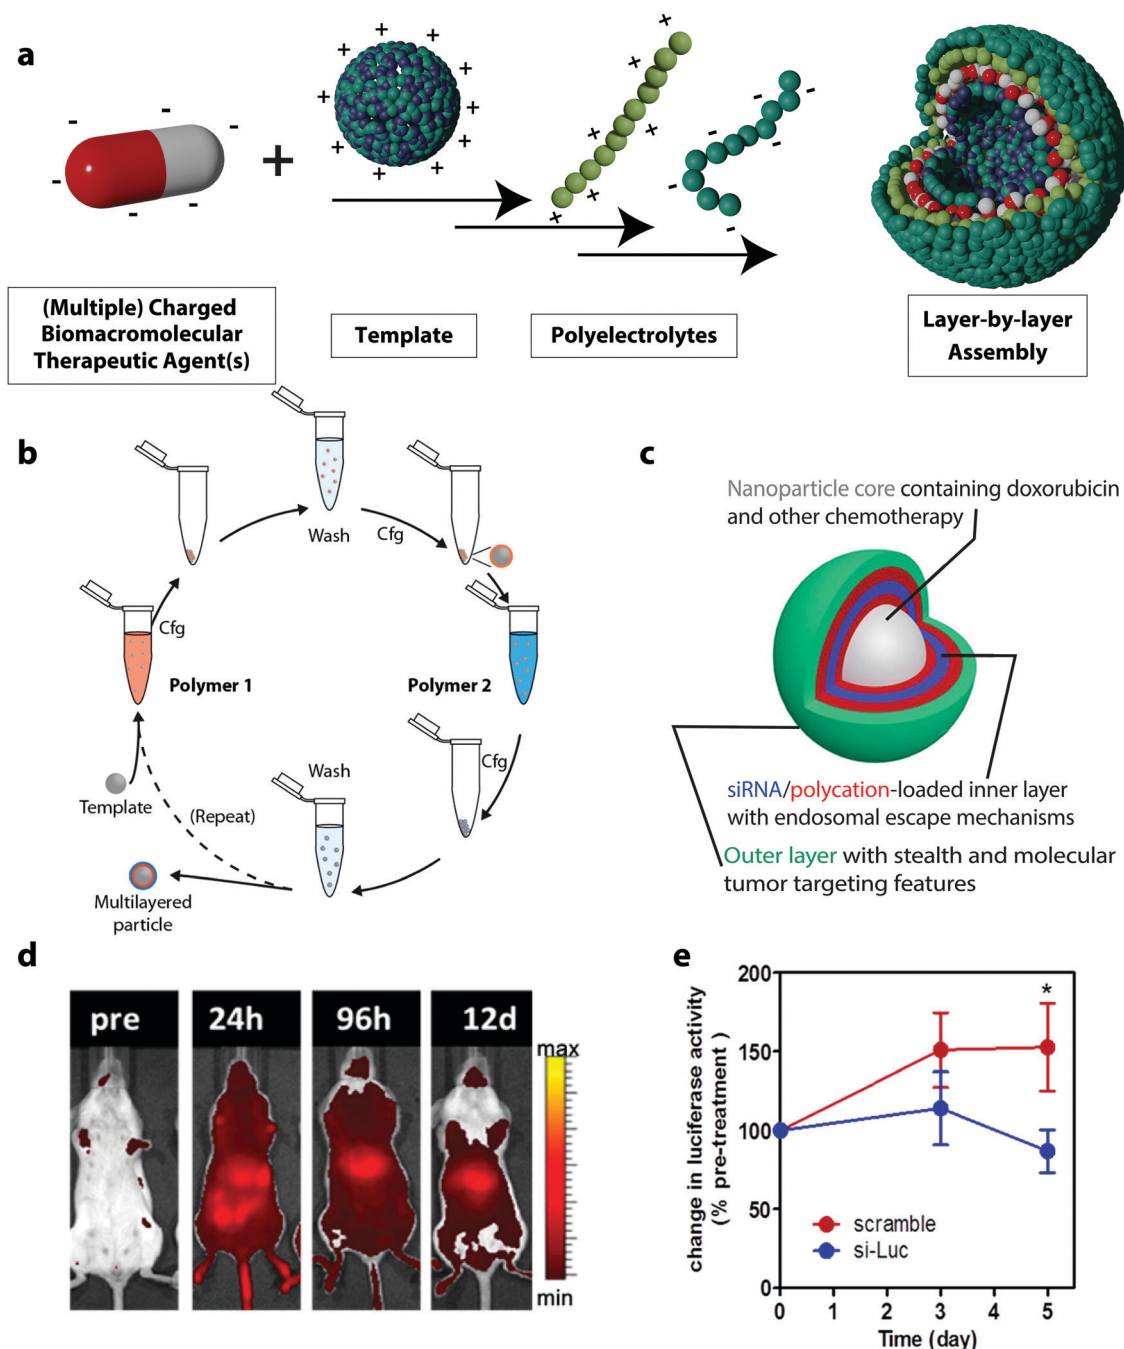 a
(Multiple) Charged
Biomacromolecular
Therapeutic Agent(s)
Template
Polyelectrolytes
Layer-by-layer
Assembly
b
Wash
Cfg
Cfg
Polymer 1
Polymer 2
Cfg
Wash
Template
(Repeat)
Multilayered
particle
c
Nanoparticle core containing doxorubicin
and other chemotherapy
siRNA/polycation-loaded inner layer
with endosomal escape mechanisms
Outer layer with stealth and molecular
tumor targeting features
d
pre
24h
96h
12d
max
min
e
change in luciferase activity
(% pre-treatment )
200
150
100
50
0
*
scramble
si-Luc
0 1 2 3 4 5
Time (day)